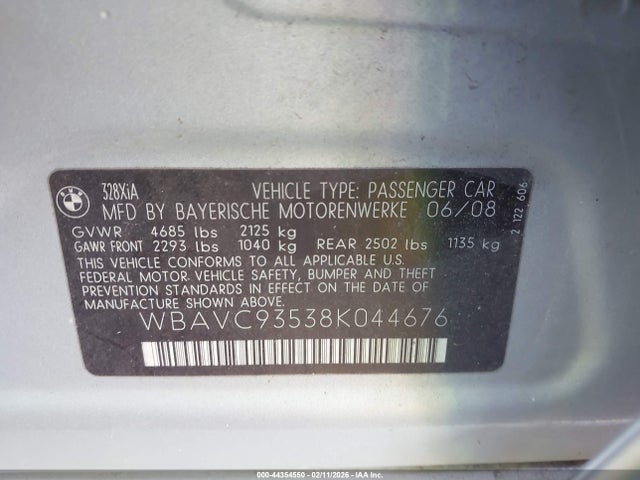 BMW
328XiA VEHICLE TYPE: PASSENGER CAR
MFD BY BAYERISCHE MOTORENWERKE 06/08
GVWR 4685 lbs 2125 kg
GAWR FRONT 2293 lbs 1040 kg REAR 2502 lbs 1135 kg
THIS VEHICLE CONFORMS TO ALL APPLICABLE U.S.
FEDERAL MOTOR VEHICLE SAFETY, BUMPER AND THEFT
PREVENTION STANDARDS IN EFFECT ON THE DATE OF
MANUFACTURE SHOWN ABOVE.
WBAVC93538K044676
2 122 606
000-44354550 - 02/11/2026 - IAAI, Inc.